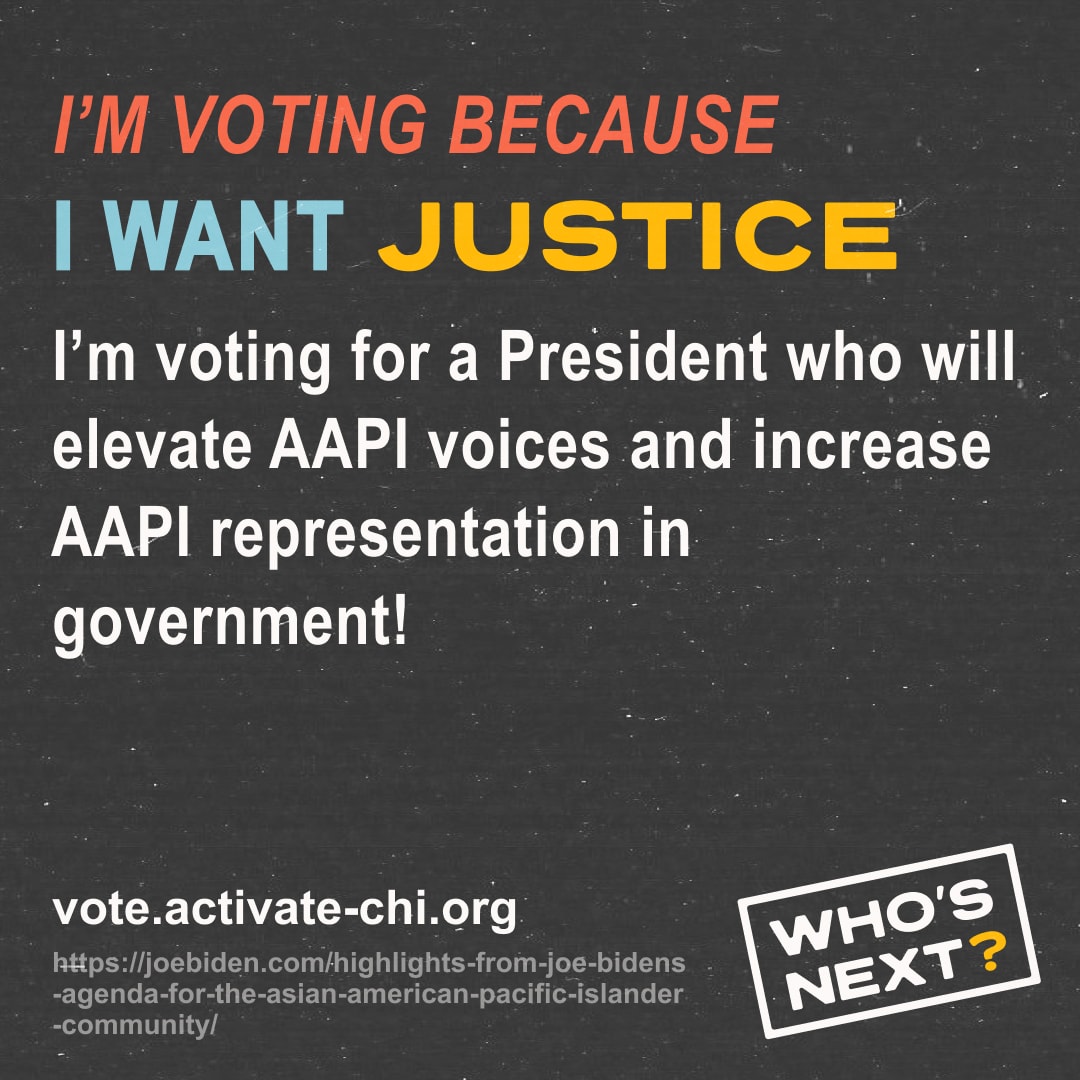 I'M VOTING BECAUSE
I WANT JUSTICE
I'm voting for a President who will
elevate AAPI voices and increase
AAPI representation in
government!
vote.activate-chi.org
https://joebiden.com/highlights-from-joe-bidens
-agenda-for-the-asian-american-pacific-islander
-community/
WHO'S
NEXT?